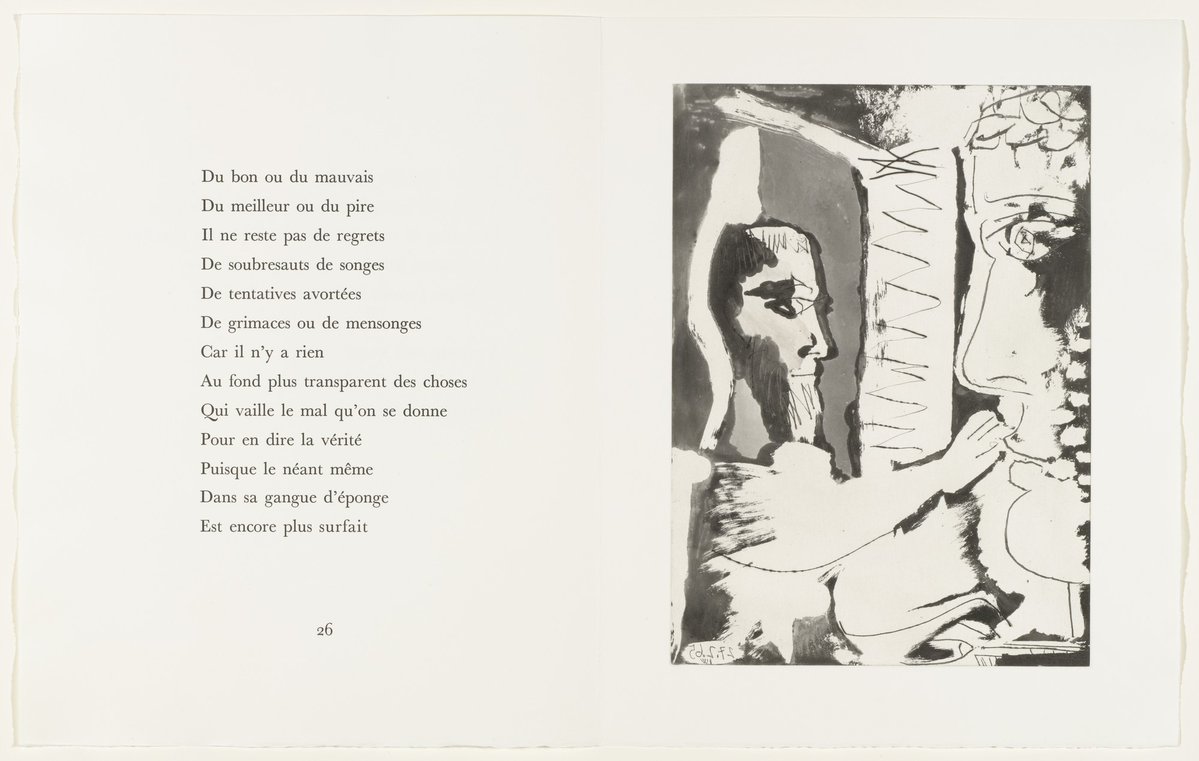 Du bon ou du mauvais
Du meilleur ou du pire
Il ne reste pas de regrets
De soubresauts de songes
De tentatives avortées
De grimaces ou de mensonges
Car il n’y a rien
Au fond plus transparent des choses
Qui vaille le mal qu’on se donne
Pour en dire la vérité
Puisque le néant même
Dans sa gangue d’éponge
Est encore plus surfait
26